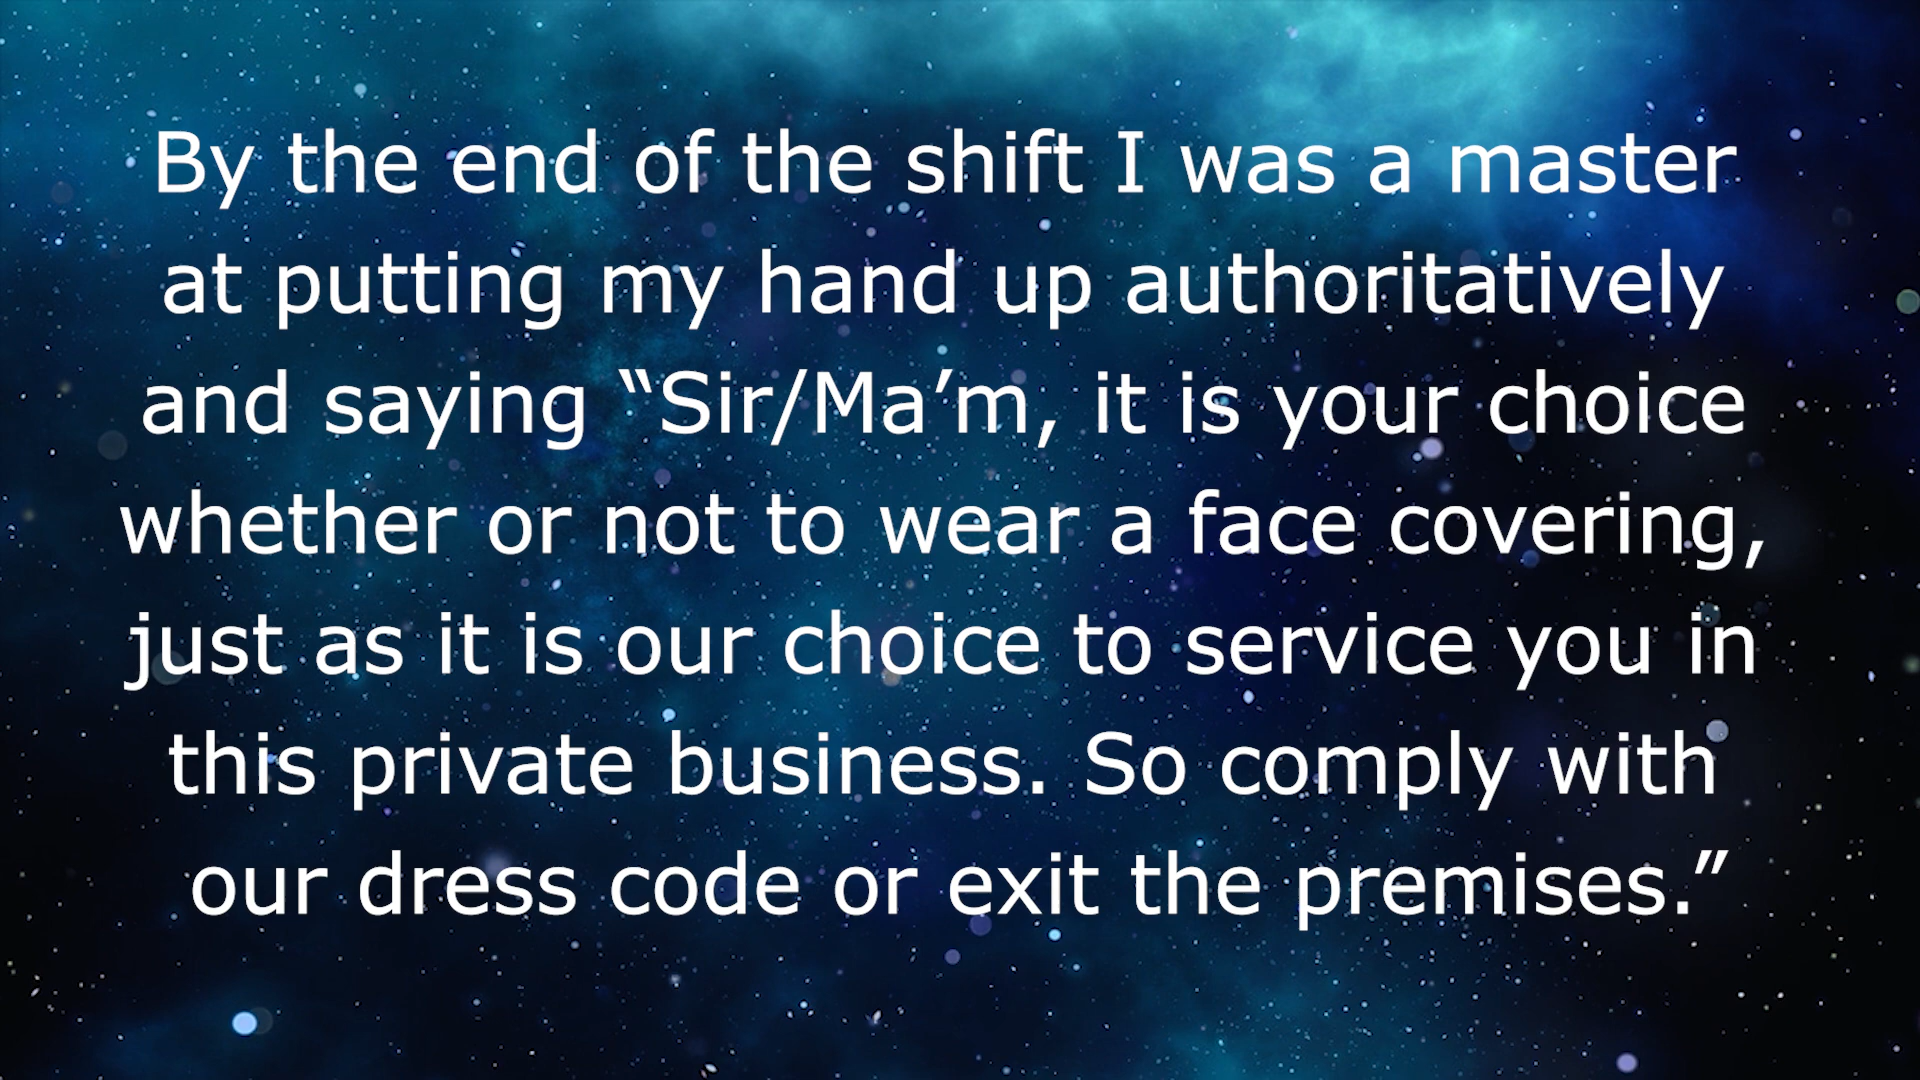 By the end of the shift I was a master
at putting my hand up authoritatively
and saying “Sir/Ma’m, it is your choice
whether or not to wear a face covering,
just as it is our choice to service you in
this private business. So comply with
our dress code or exit the premises.”